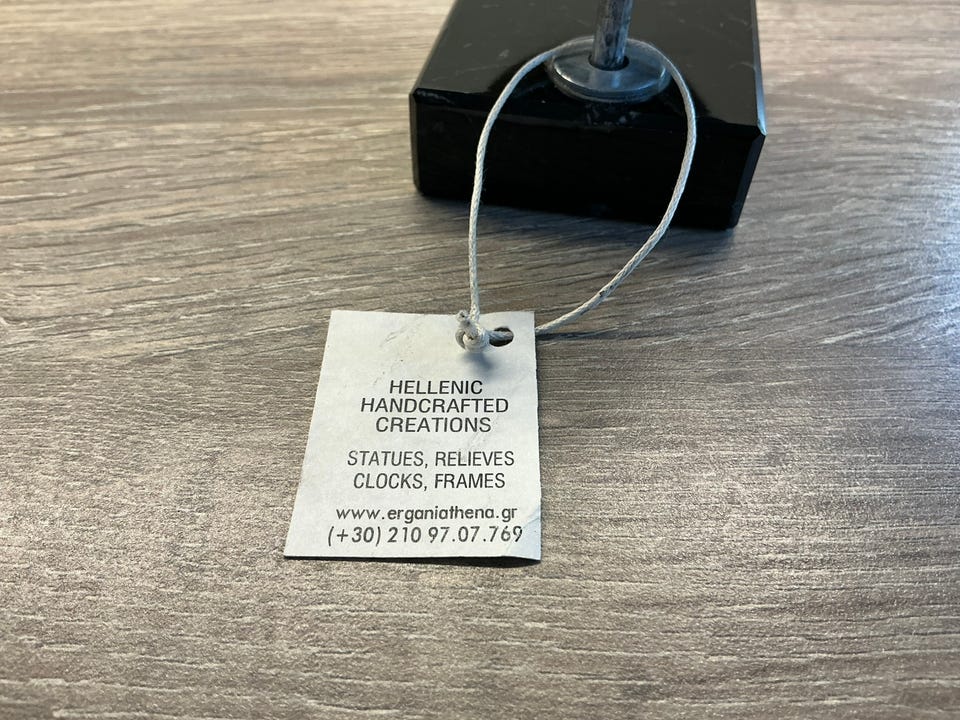 HELLENIC
HANDCRAFTED
CREATIONS
STATUES, RELIEVES
CLOCKS, FRAMES
www.erganiathena.gr
(+30) 210 97.07.769